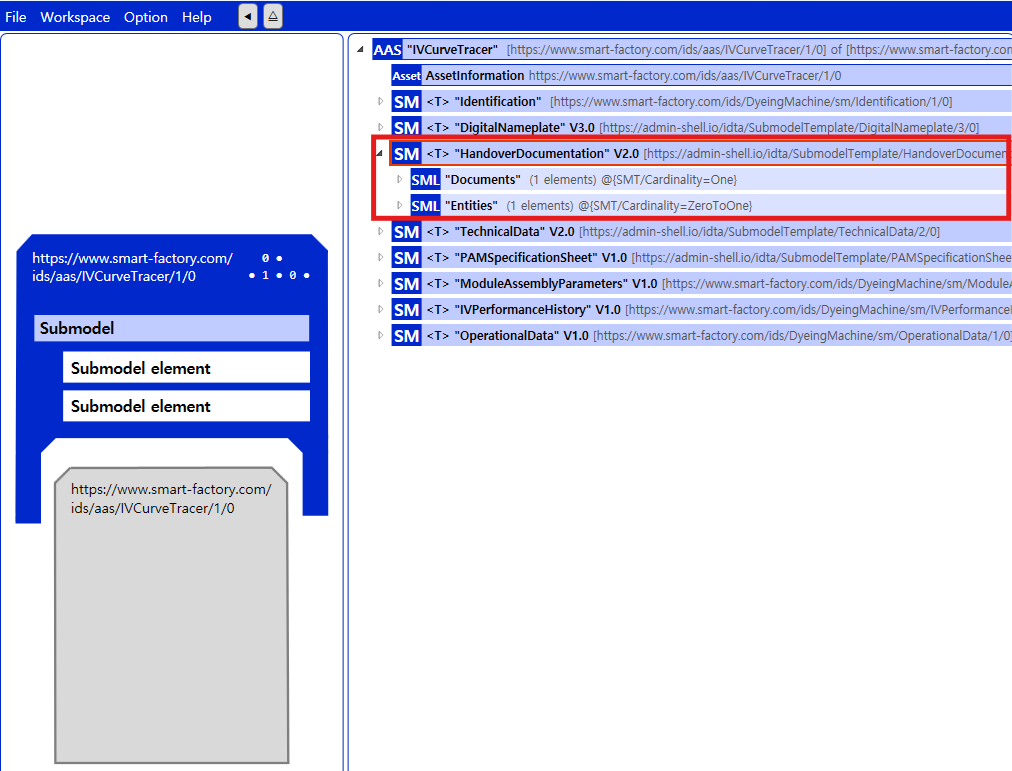 File Workspace Option Help
https://www.smart-factory.com/
ids/aas/IVCurveTracer/1/0
0
1 0
Submodel
Submodel element
Submodel element
https://www.smart-factory.com/
ids/aas/IVCurveTracer/1/0
AAS "IVCurveTracer" [https://www.smart-factory.com/ids/aas/IVCurveTracer/1/0] of [https://www.smart-factory.com
Asset AssetInformation https://www.smart-factory.com/ids/aas/IVCurveTracer/1/0
SM <T> "Identification" [https://www.smart-factory.com/ids/DyeingMachine/sm/Identification/1/0]
SM <T> "DigitalNameplate" V3.0 [https://admin-shell.io/idta/SubmodelTemplate/DigitalNameplate/3/0]
SM <T> "HandoverDocumentation" V2.0 [https://admin-shell.io/idta/SubmodelTemplate/HandoverDocumen
SML "Documents" (1 elements) @{SMT/Cardinality=One}
SML "Entities" (1 elements) @{SMT/Cardinality=ZeroToOne}
SM <T> "TechnicalData" V2.0 [https://admin-shell.io/idta/SubmodelTemplate/TechnicalData/2/0]
SM <T> "PAMSpecificationSheet" V1.0 [https://admin-shell.io/idta/SubmodelTemplate/PAMSpecificationShee
SM <T> "ModuleAssemblyParameters" V1.0 [https://www.smart-factory.com/ids/DyeingMachine/sm/ModuleA
SM <T> "IVPerformanceHistory" V1.0 [https://www.smart-factory.com/ids/DyeingMachine/sm/IVPerformanceH
SM <T> "OperationalData" V1.0 [https://www.smart-factory.com/ids/DyeingMachine/sm/OperationalData/1/0]